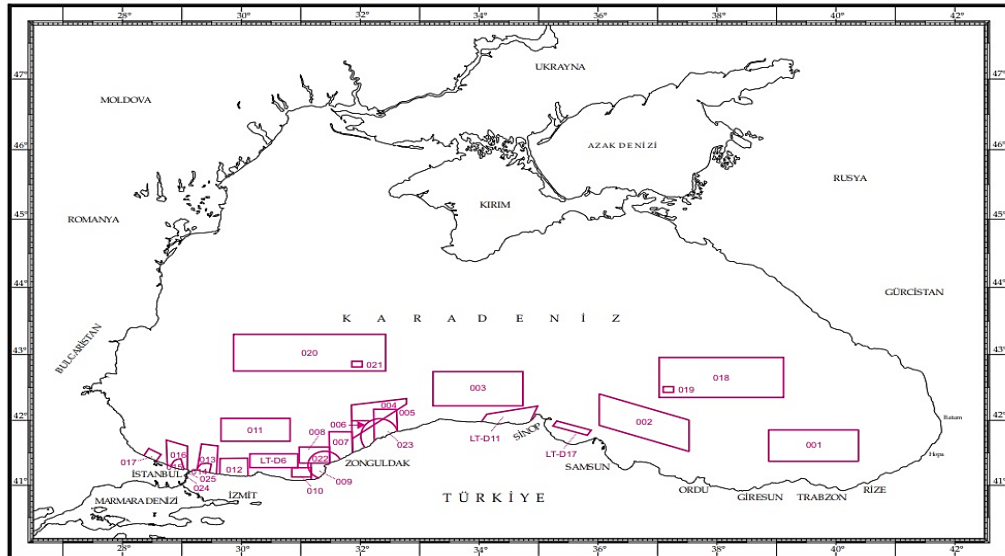 28° 30° 32° 34° 36° 38° 40° 42°
UKRAYNA
47° 47°
MOLDOVA
46° AZAK DENİZİ 46°
RUSYA
KIRIM
ROMANYA
45° 45°
44° GÜRCİSTAN 44°
K A R A D E N İ Z
BULGARİSTAN
43° 43°
020 021
003 018
019
004
005
42° 42°
011 006 002 Batum
008 007 LT-D11 SİNOP
023 001
016 013 LT-D17 Hopa
017 015 014 012 LT-D6 022 ZONGULDAK
İSTANBUL 025 009 SAMSUN
41° 024 010 41°
MARMARA DENİZİ İZMİT T Ü R K İ Y E ORDU GİRESUN TRABZON RİZE
28° 30° 32° 34° 36° 38° 40° 42°